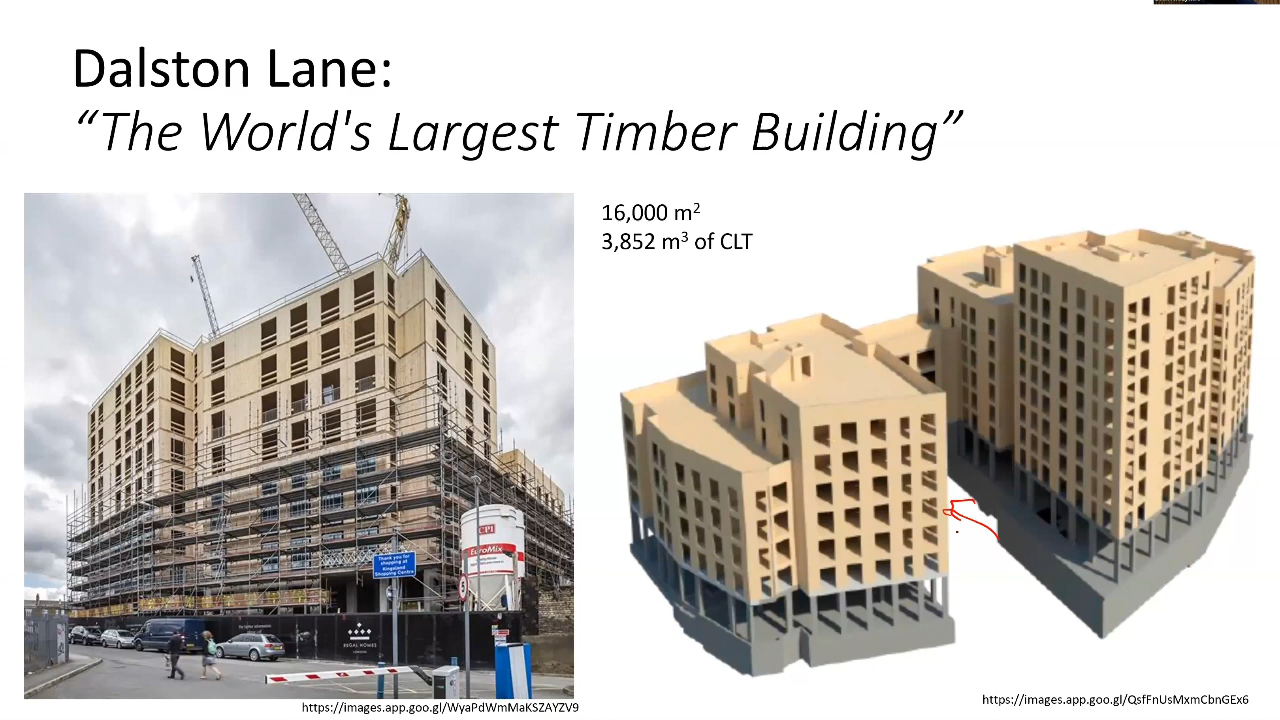 Dalston Lane:
“The World's Largest Timber Building”
16,000 m²
3,852 m³ of CLT
CPI
EuroMix
Thank you for
shopping at
Kingsland
Shopping Centre
REGAL HOMES
https://images.app.goo.gl/WyaPdWmMaKSZAYZV9
https://images.app.goo.gl/QsfFnUsMxmCbnGEx6